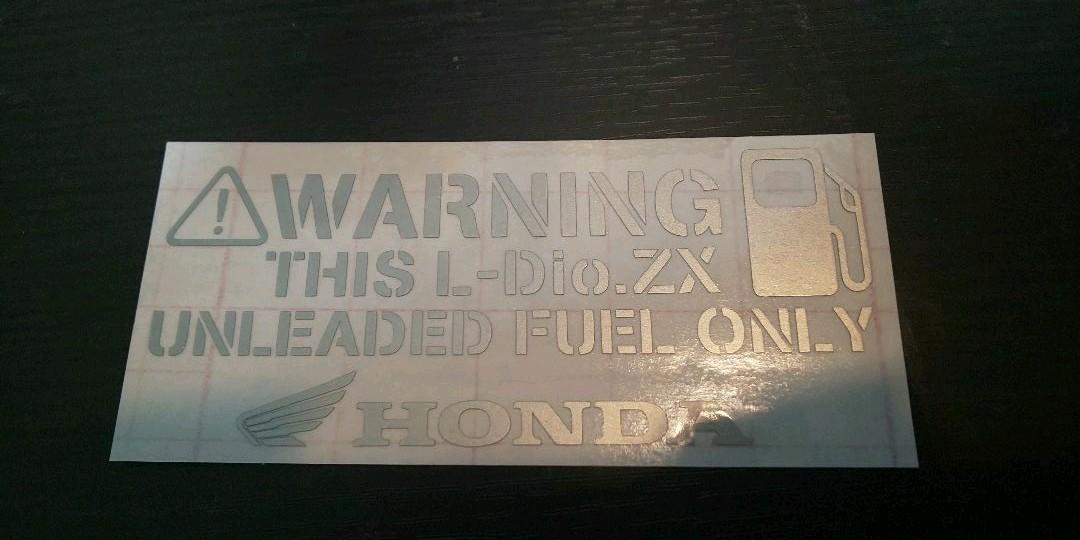 ! WARNING
THIS L-Dio.ZX
UNLEADED FUEL ONLY
HONDA